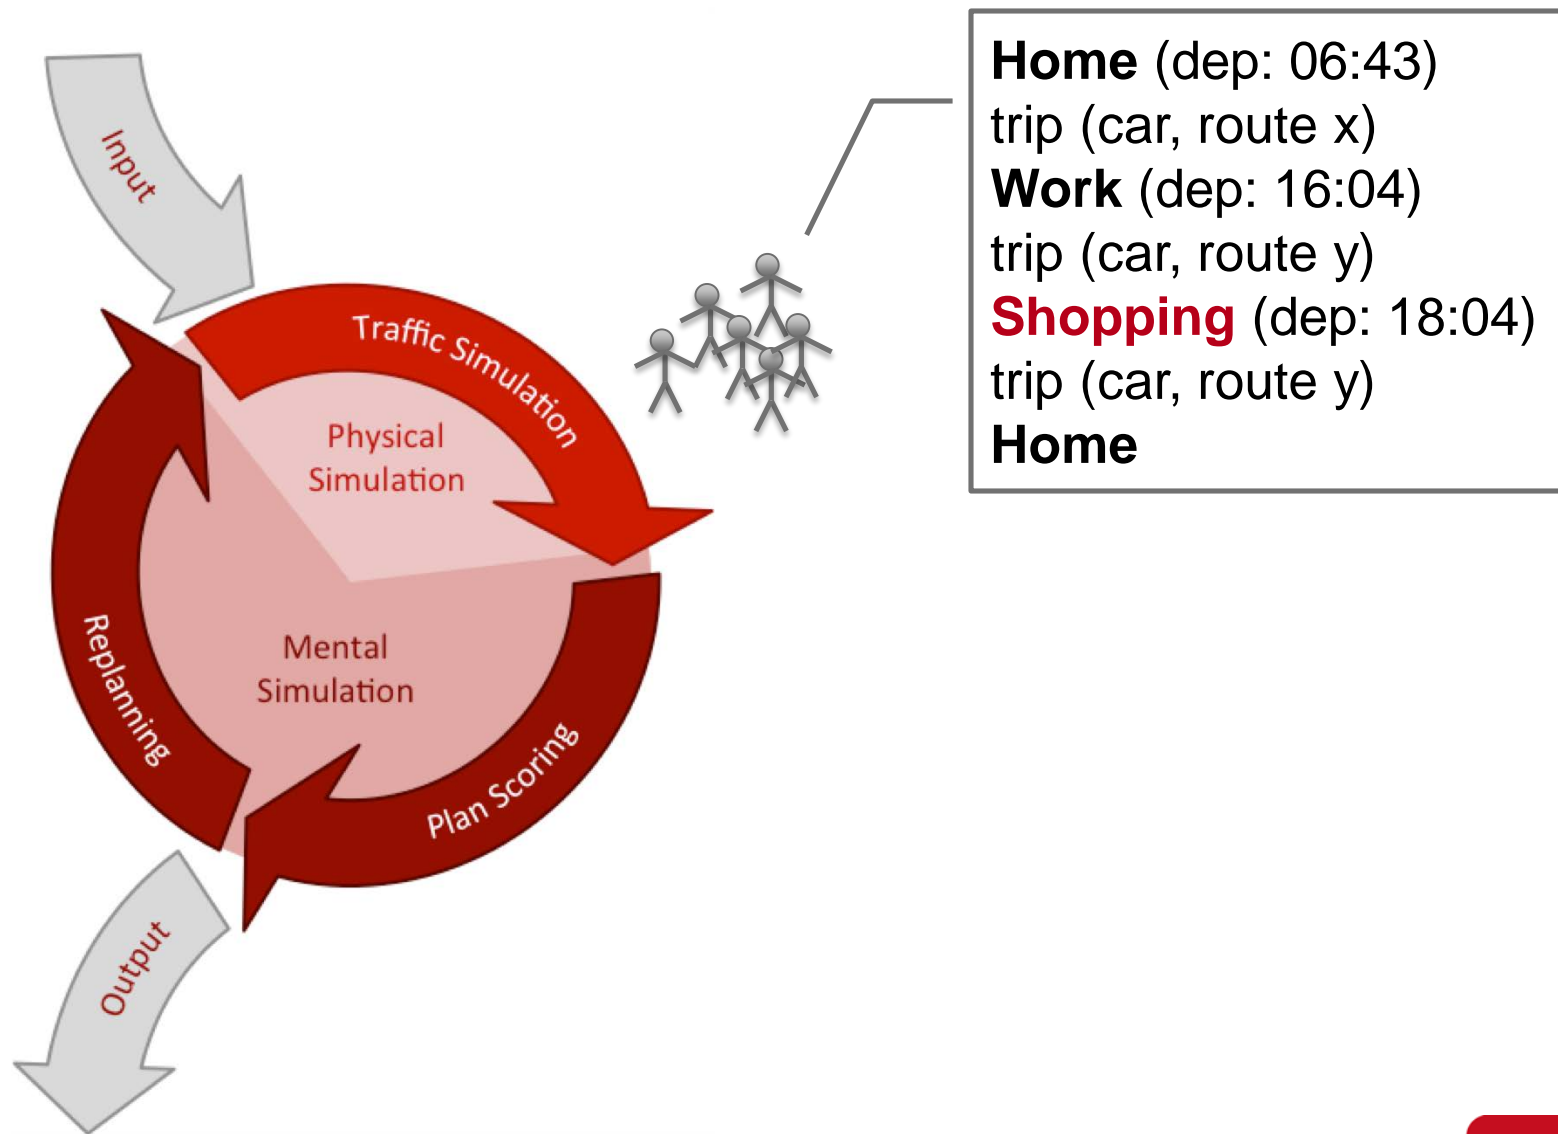 Input
Traffic Simulation
Physical
Simulation
Mental
Simulation
Replanning
Plan Scoring
Output
Home (dep: 06:43)
trip (car, route x)
Work (dep: 16:04)
trip (car, route y)
Shopping (dep: 18:04)
trip (car, route y)
Home